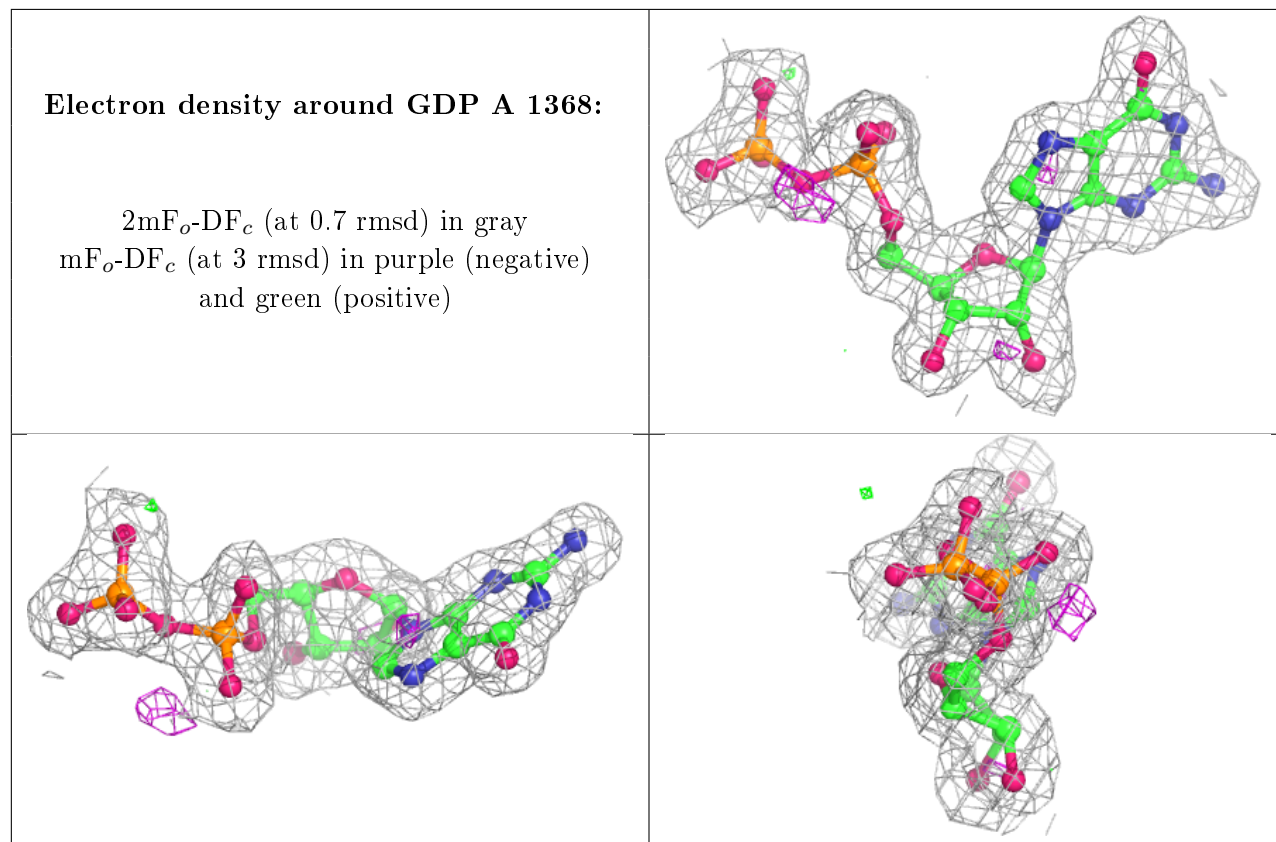 Electron density around GDP A 1368:
2mFₒ-DF𝒸 (at 0.7 rmsd) in gray
mFₒ-DF𝒸 (at 3 rmsd) in purple (negative)
and green (positive)